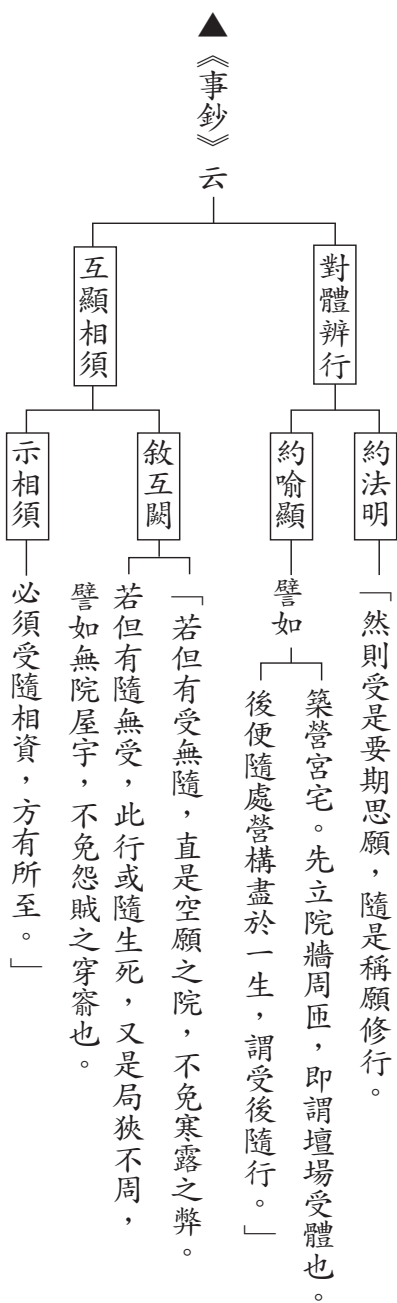 ▲《事鈔》云
對體辨行
約法明
「然則受是要期思願，隨是稱願修行。
約喻顯
譬如
築營宮宅。先立院牆周匝，即謂壇場受體也。
後便隨處營構盡於一生，謂受後隨行。」
互顯相須
敘互闕
「若但有受無隨，直是空願之院，不免寒露之弊。
若但有隨無受，此行或隨生死，又是局狹不周，
譬如無院屋宇，不免怨賊之穿窬也。
示相須
必須受隨相資，方有所至。」